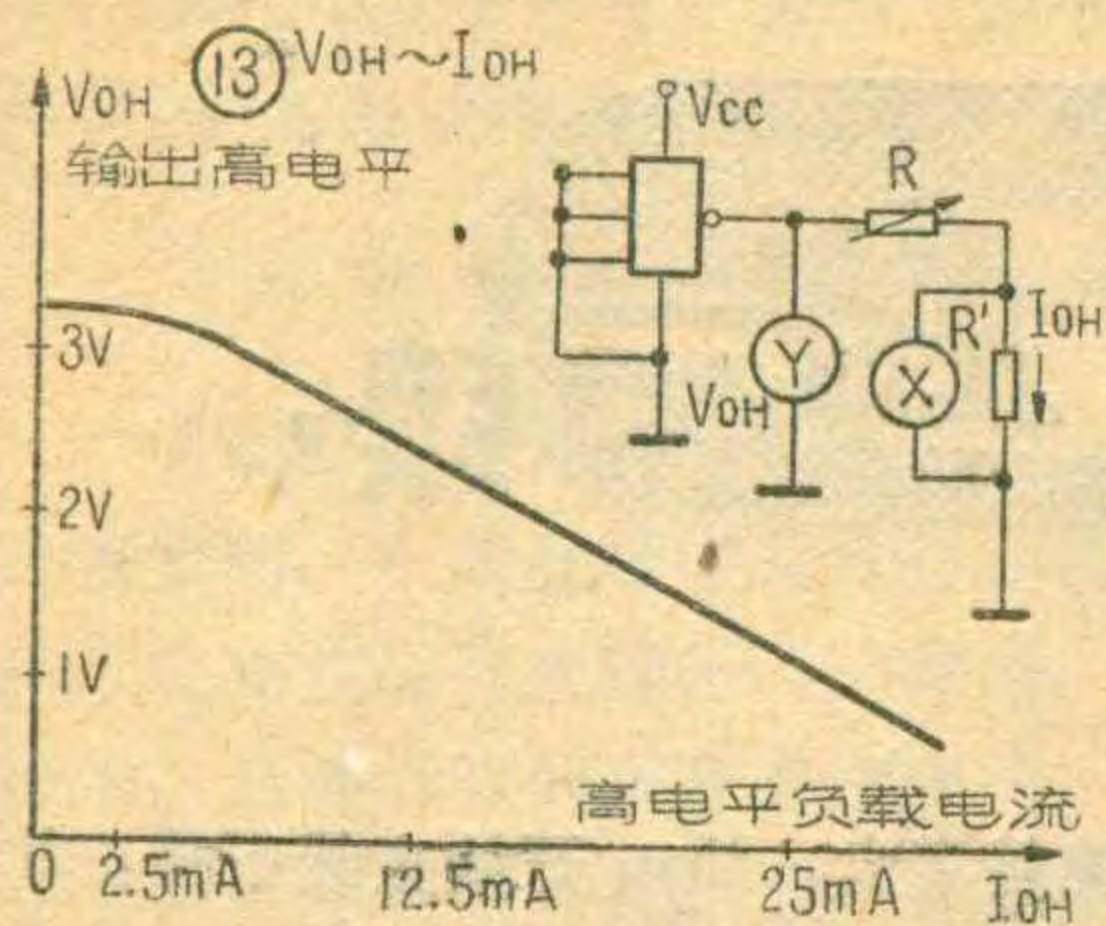 ⑬ VOH～IOH
VOH
输出高电平
Vcc
R
3V
R'
IOH
Y
X
VOH
2V
1V
高电平负载电流
0
2.5mA
12.5mA
25mA
IOH